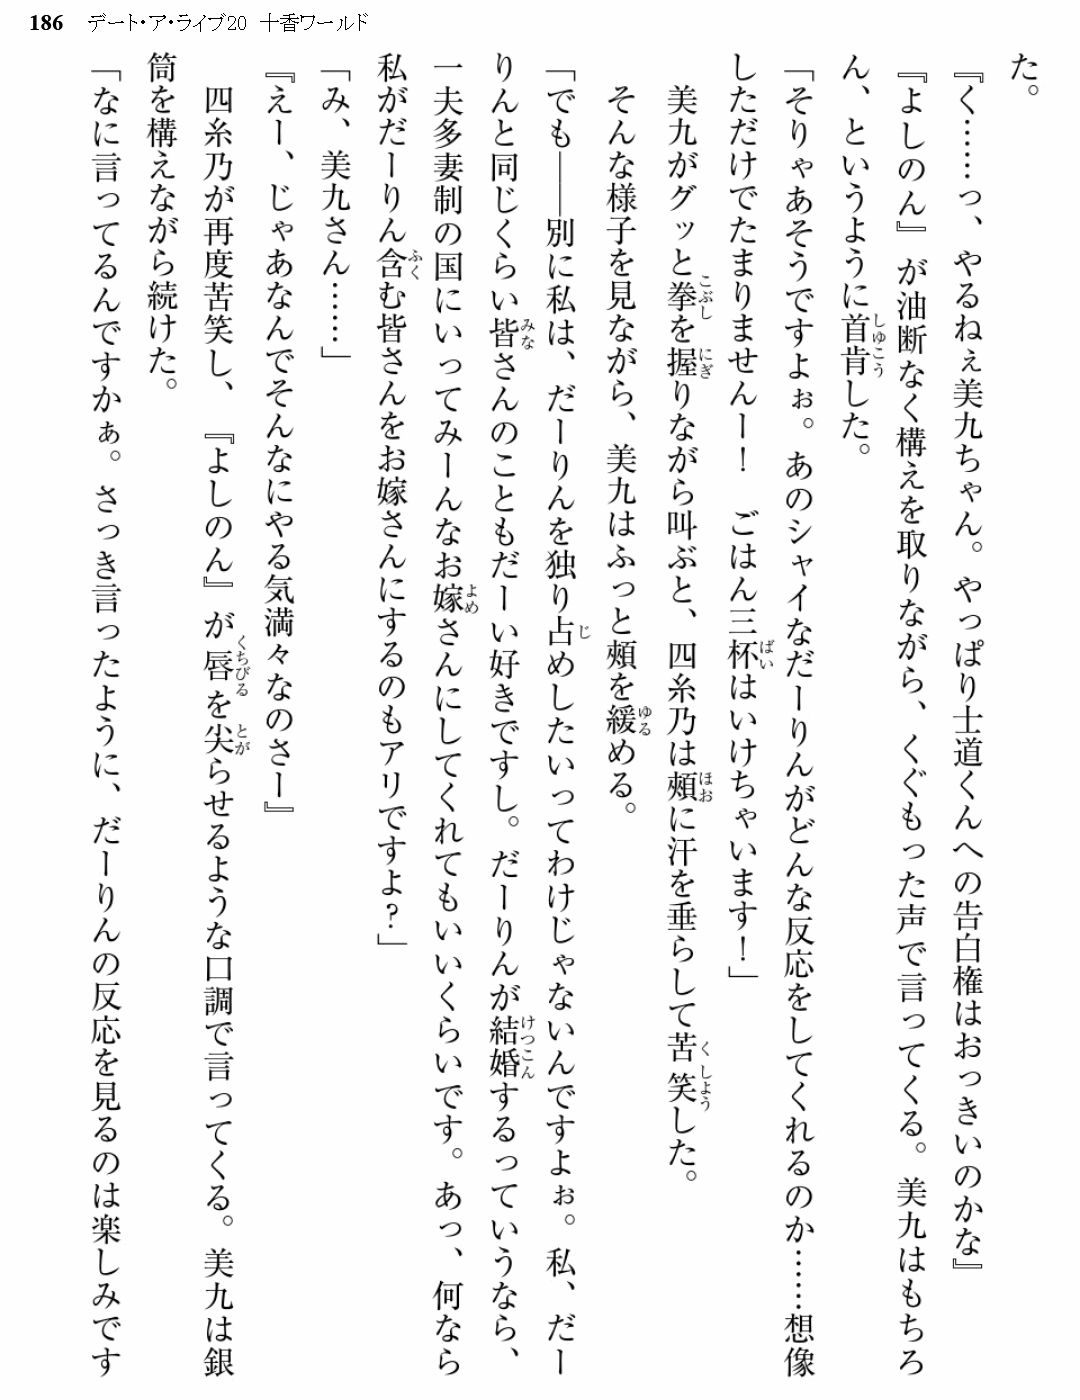 186 デート・ア・ライブ20 十香ワールド
た。
『く……っ、やるねぇ美九ちゃん。やっぱり士道くんへの告白権はおっきいのかな』
『よしのん』が油断なく構えを取りながら、くぐもった声で言ってくる。美九はもちろ
ん、というように首肯した。
「そりゃあそうですよぉ。あのシャイなだーりんがどんな反応をしてくれるのか……想像
しただけでたまりませんー！　ごはん三杯はいけちゃいます！」
美九がグッと拳を握りながら叫ぶと、四糸乃は頰に汗を垂らして苦笑した。
そんな様子を見ながら、美九はふっと頰を緩める。
「でも――別に私は、だーりんを独り占めしたいってわけじゃないんですよぉ。私、だー
りんと同じくらい皆さんのこともだーい好きですし。だーりんが結婚するっていうなら、
一夫多妻制の国にいってみーんなお嫁さんにしてくれてもいいくらいです。あっ、何なら
私がだーりん含む皆さんをお嫁さんにするのもアリですよ？」
「み、美九さん……」
『えー、じゃあなんでそんなにやる気満々なのさー』
四糸乃が再度苦笑し、『よしのん』が唇を尖らせるような口調で言ってくる。美九は銀
筒を構えながら続けた。
「なに言ってるんですかぁ。さっき言ったように、だーりんの反応を見るのは楽しみです